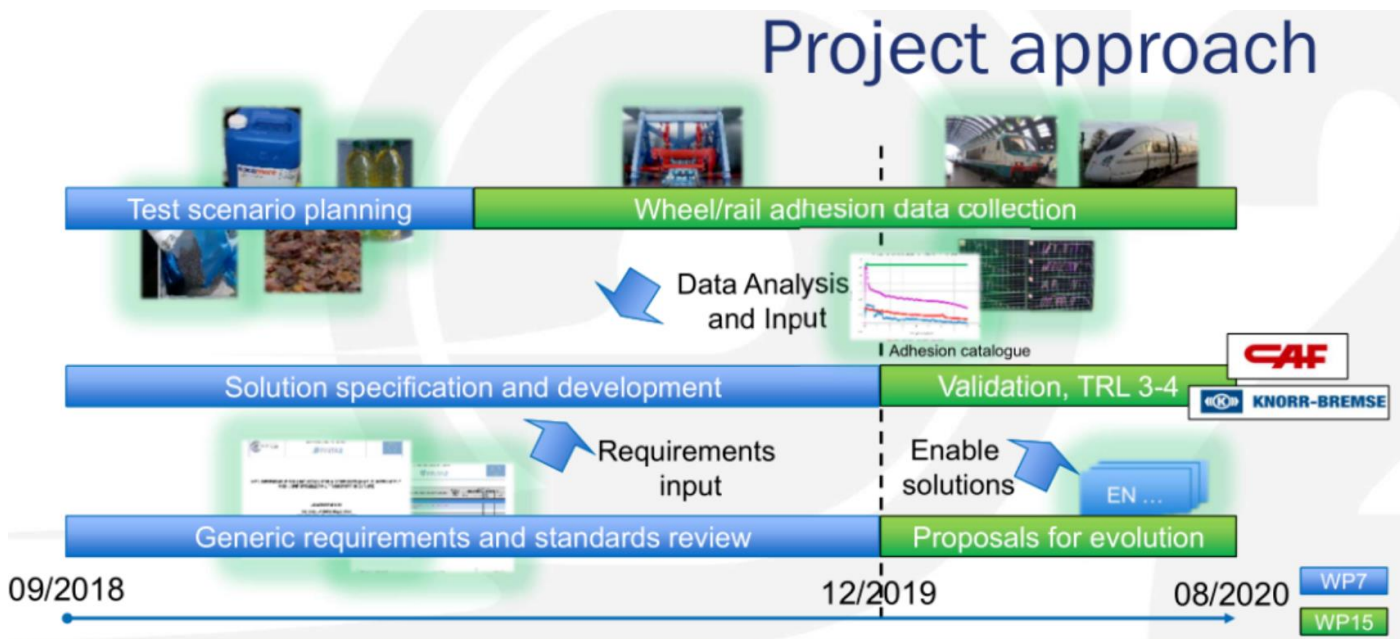 Project approach
Test scenario planning
Wheel/rail adhesion data collection
Data Analysis
and Input
Adhesion catalogue
Solution specification and development
Validation, TRL 3-4
CAF
KNORR-BREMSE
Requirements
input
Enable
solutions
EN ...
Generic requirements and standards review
Proposals for evolution
09/2018
12/2019
08/2020
WP7
WP15